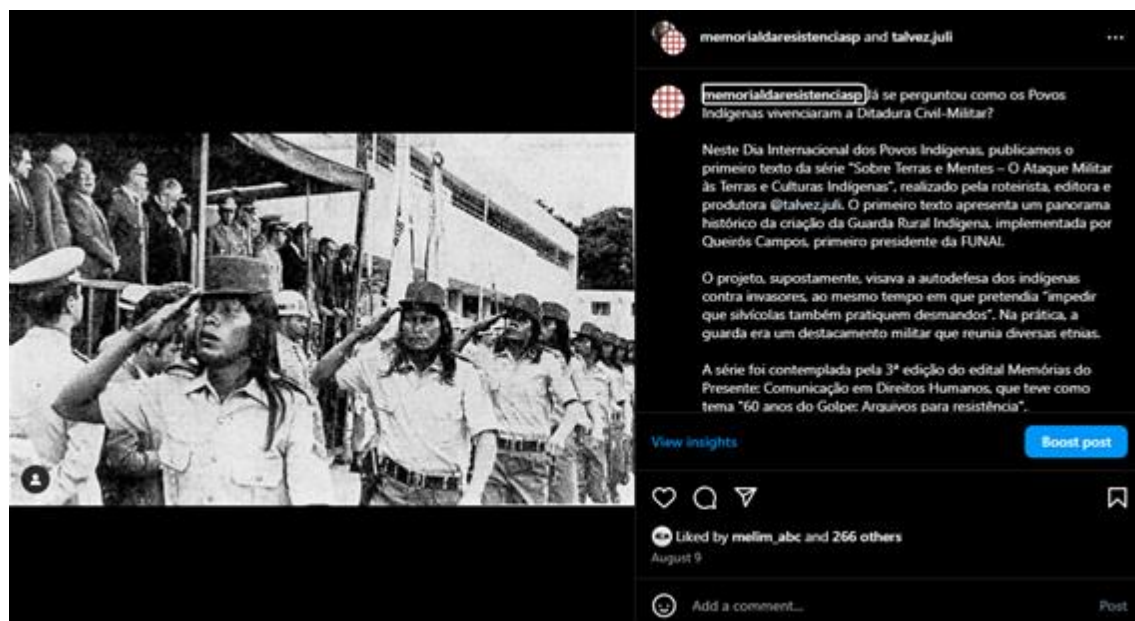 memorialdaresistenciasp and talvez.juli
memorialdaresistenciasp Já se perguntou como os Povos
Indígenas vivenciaram a Ditadura Civil-Militar?
Neste Dia Internacional dos Povos Indígenas, publicamos o
primeiro texto da série "Sobre Terras e Mentes – O Ataque Militar
às Terras e Culturas Indígenas", realizado pela roteirista, editora e
produtora @talvez.juli. O primeiro texto apresenta um panorama
histórico da criação da Guarda Rural Indígena, implementada por
Queirós Campos, primeiro presidente da FUNAI.
O projeto, supostamente, visava a autodefesa dos indígenas
contra invasores, ao mesmo tempo em que pretendia "impedir
que silvícolas também pratiquem desmandos". Na prática, a
guarda era um destacamento militar que reunia diversas etnias.
A série foi contemplada pela 3ª edição do edital Memórias do
Presente: Comunicação em Direitos Humanos, que teve como
tema "60 anos do Golpe: Arquivos para resistência".
View insights
Boost post
Liked by melim_abc and 266 others
August 9
Add a comment...
Post